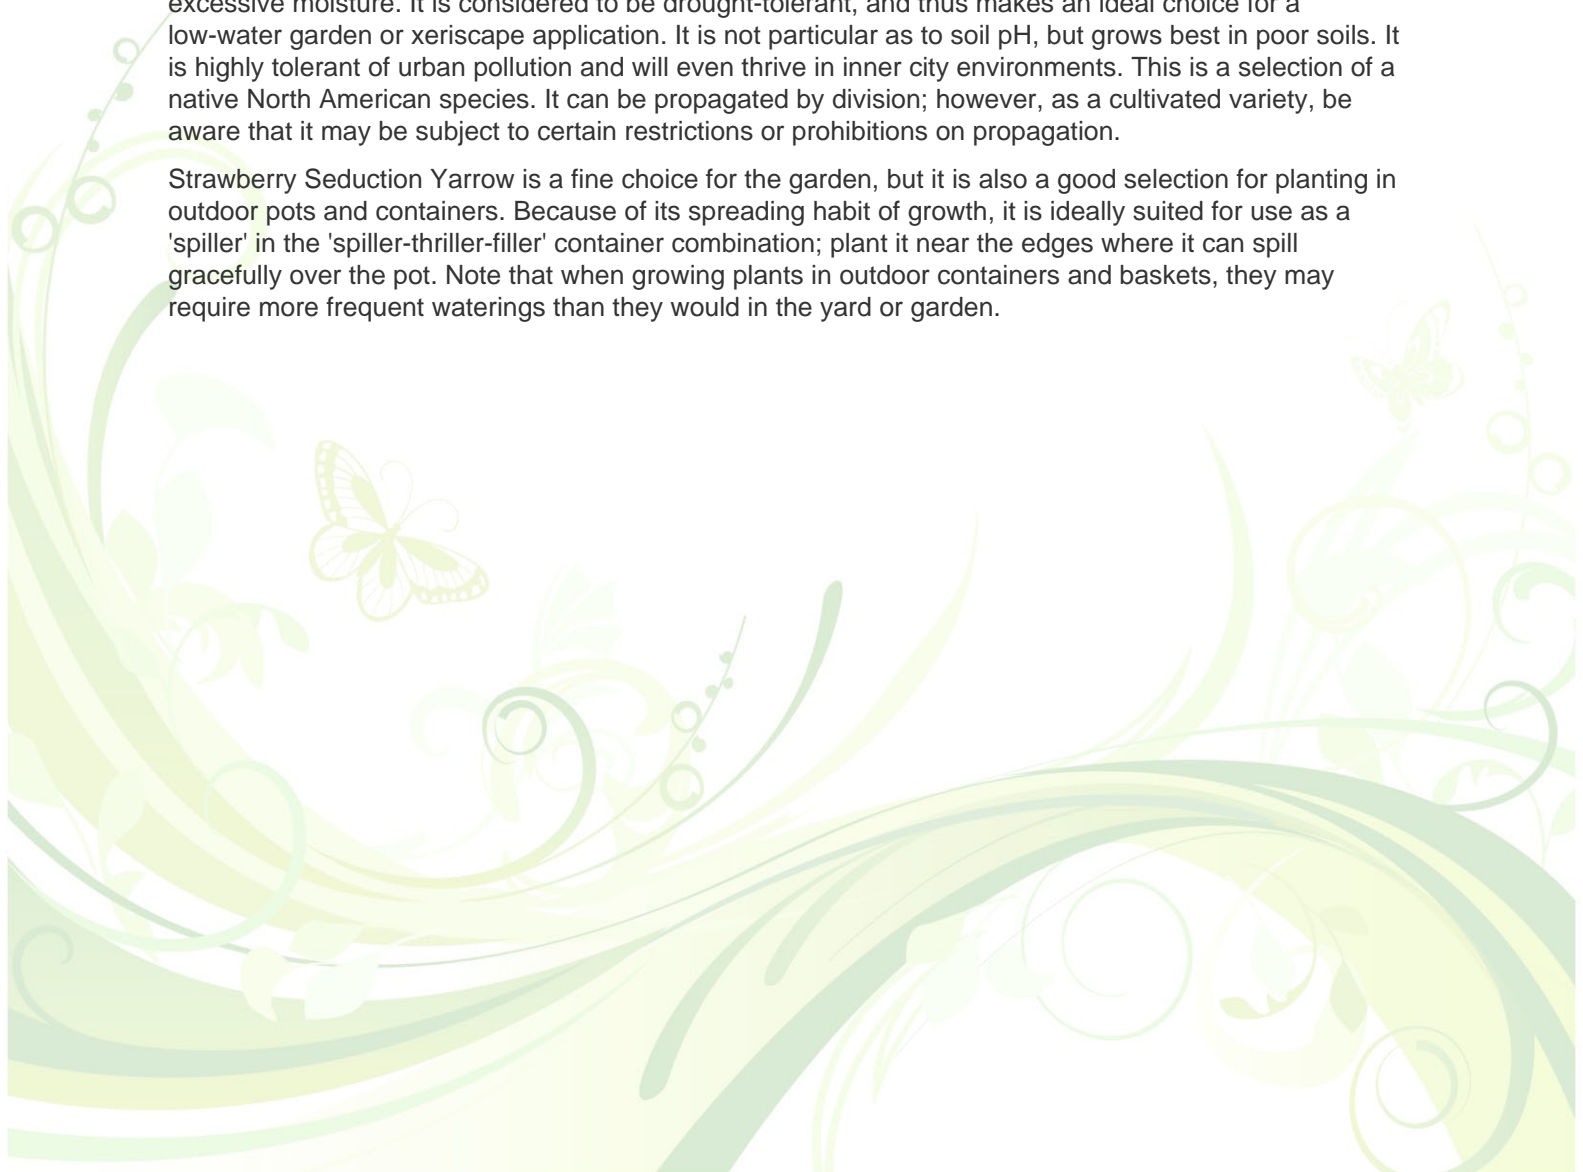 excessive moisture. It is considered to be drought-tolerant, and thus makes an ideal choice for a
low-water garden or xeriscape application. It is not particular as to soil pH, but grows best in poor soils. It
is highly tolerant of urban pollution and will even thrive in inner city environments. This is a selection of a
native North American species. It can be propagated by division; however, as a cultivated variety, be
aware that it may be subject to certain restrictions or prohibitions on propagation.
Strawberry Seduction Yarrow is a fine choice for the garden, but it is also a good selection for planting in
outdoor pots and containers. Because of its spreading habit of growth, it is ideally suited for use as a
'spiller' in the 'spiller-thriller-filler' container combination; plant it near the edges where it can spill
gracefully over the pot. Note that when growing plants in outdoor containers and baskets, they may
require more frequent waterings than they would in the yard or garden.